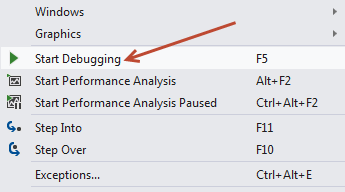 Windows
Graphics
Start Debugging F5
Start Performance Analysis Alt+F2
Start Performance Analysis Paused Ctrl+Alt+F2
Step Into F11
Step Over F10
Exceptions... Ctrl+Alt+E